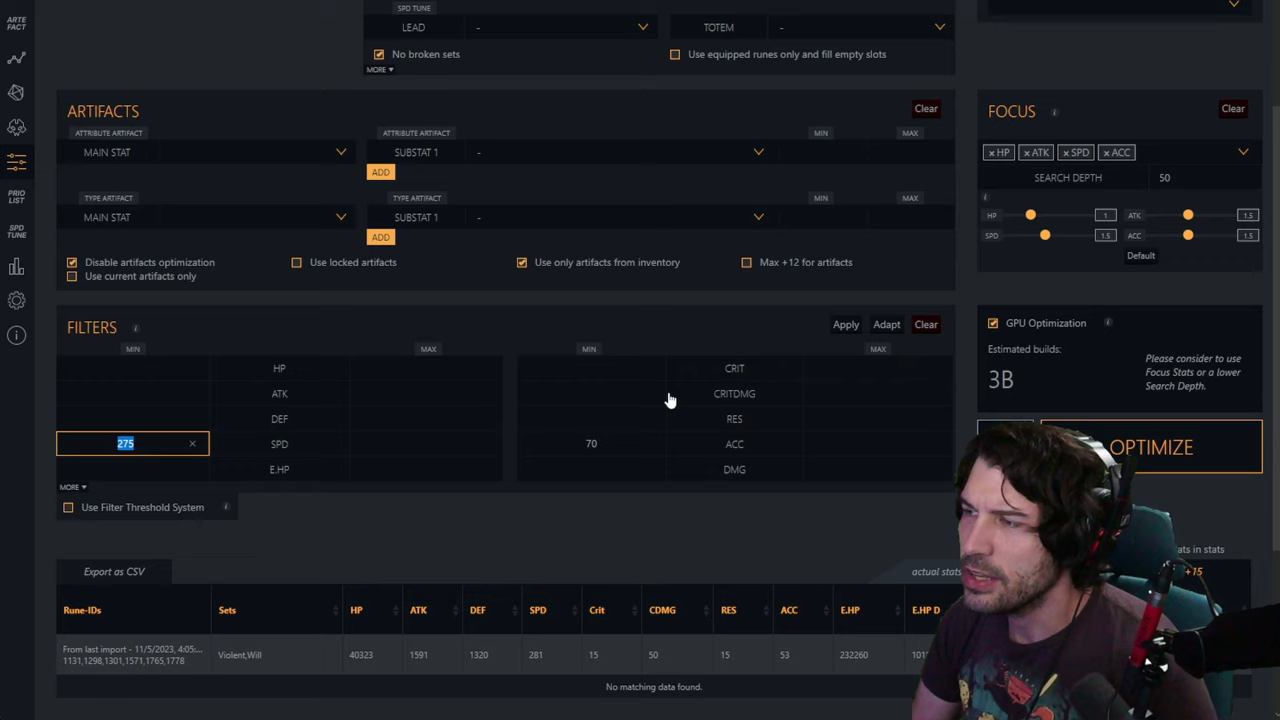 ARTE
FACT
PRIO
LIST
SPD
TUNE
SPD TUNE
LEAD -
TOTEM -
No broken sets
Use equipped runes only and fill empty slots
MORE
ARTIFACTS
Clear
ATTRIBUTE ARTIFACT
ATTRIBUTE ARTIFACT
MIN
MAX
MAIN STAT
SUBSTAT 1 -
ADD
TYPE ARTIFACT
TYPE ARTIFACT
MIN
MAX
MAIN STAT
SUBSTAT 1 -
ADD
Disable artifacts optimization
Use locked artifacts
Use only artifacts from inventory
Max +12 for artifacts
Use current artifacts only
FOCUS
Clear
× HP × ATK × SPD × ACC
SEARCH DEPTH 50
HP 1 ATK 1.5
SPD 1.5 ACC 1.5
Default
FILTERS
Apply Adapt Clear
MIN MAX MIN MAX
HP CRIT
ATK CRITDMG
DEF RES
275 × SPD 70 ACC
E.HP DMG
MORE
Use Filter Threshold System
GPU Optimization
Estimated builds:
3B
Please consider to use
Focus Stats or a lower
Search Depth.
OPTIMIZE
Export as CSV
actual stats
+15
Rune-IDs Sets HP ATK DEF SPD Crit CDMG RES ACC E.HP E.HP D
From last import - 11/5/2023, 4:05:...
1131,1298,1301,1571,1765,1778
Violent,Will 40323 1591 1320 281 15 50 15 53 232260
No matching data found.